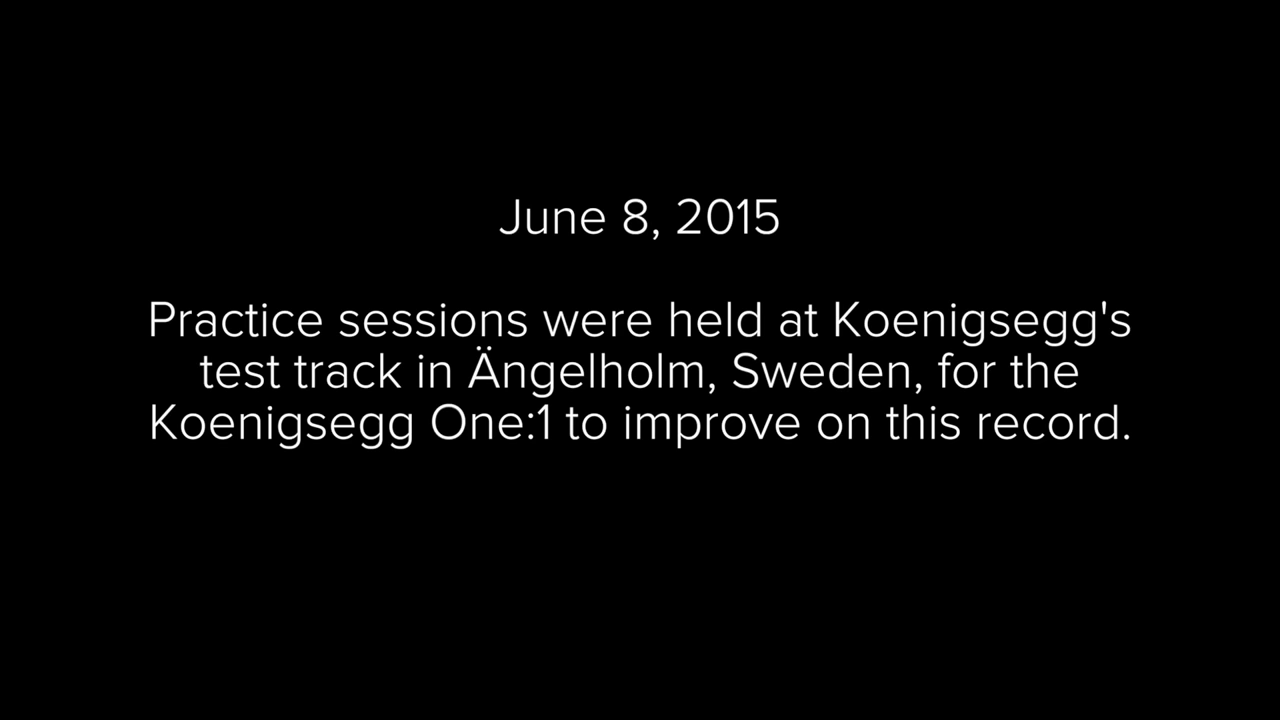 June 8, 2015
Practice sessions were held at Koenigsegg's
test track in Ängelholm, Sweden, for the
Koenigsegg One:1 to improve on this record.